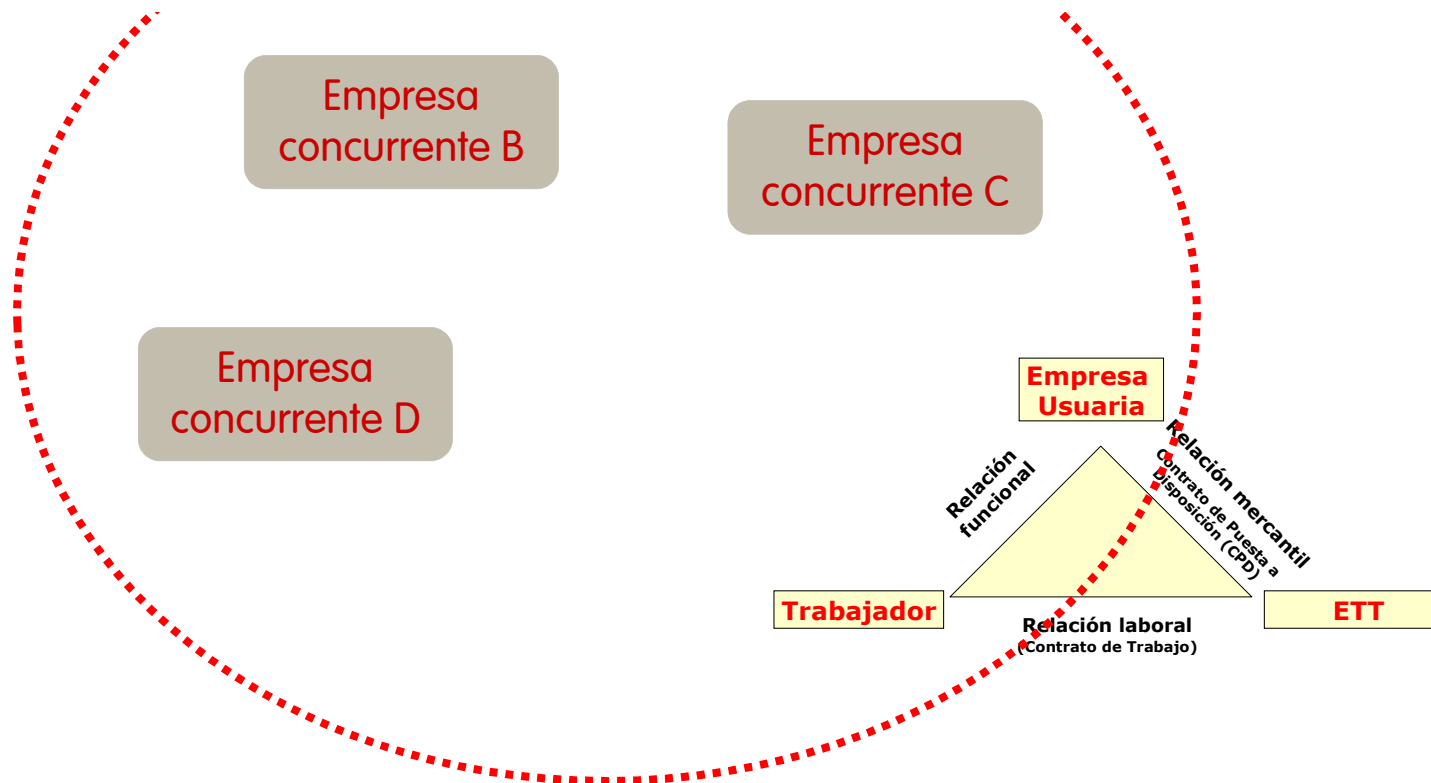 Empresa
concurrente B
Empresa
concurrente C
Empresa
concurrente D
Empresa
Usuaria
Relación
funcional
Relación mercantil
Contrato de Puesta a
Disposición (CPD)
Trabajador
ETT
Relación laboral
(Contrato de Trabajo)